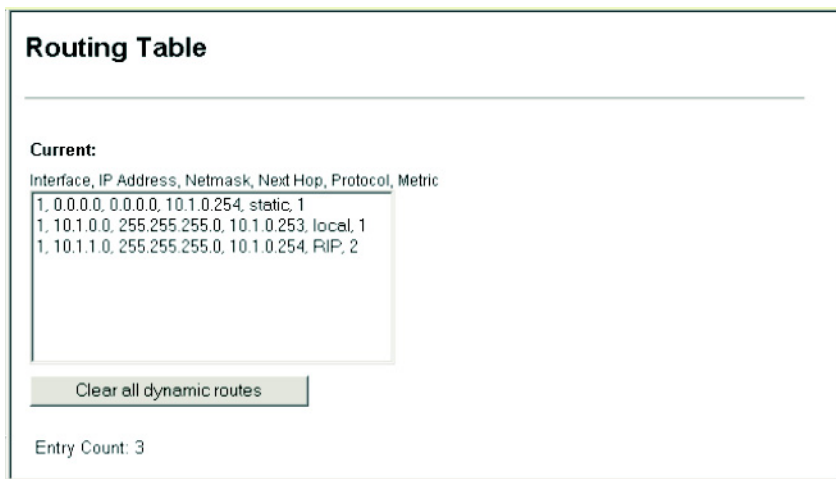 Routing Table
Current:
Interface, IP Address, Netmask, Next Hop, Protocol, Metric
1, 0.0.0.0, 0.0.0.0, 10.1.0.254, static, 1
1, 10.1.0.0, 255.255.255.0, 10.1.0.253, local, 1
1, 10.1.1.0, 255.255.255.0, 10.1.0.254, RIP, 2
Clear all dynamic routes
Entry Count: 3